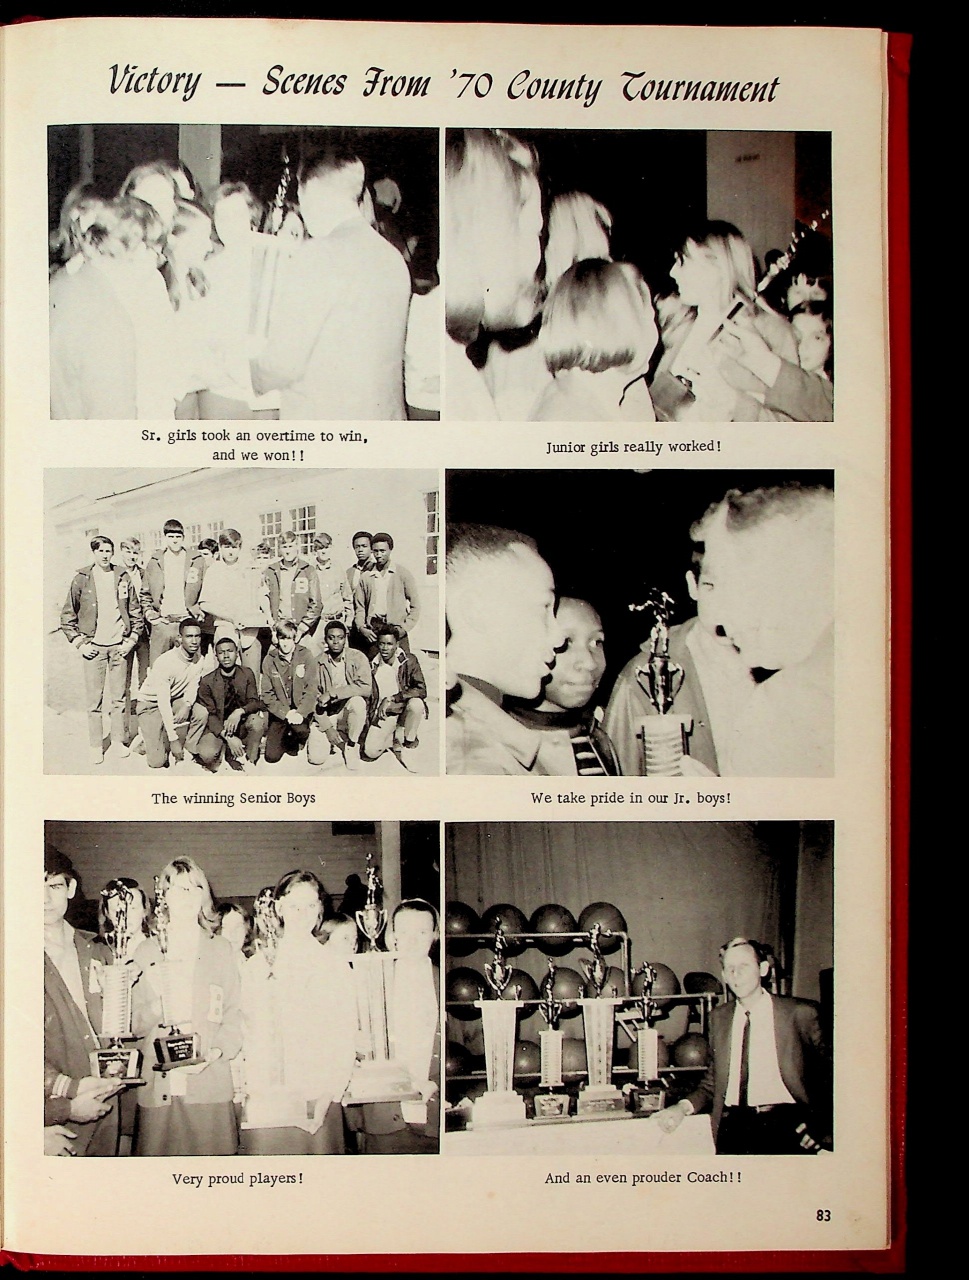 Victory — Scenes From '70 County Tournament
Sr. girls took an overtime to win,
and we won!!
Junior girls really worked!
The winning Senior Boys
We take pride in our Jr. boys!
Very proud players!
And an even prouder Coach!!
83